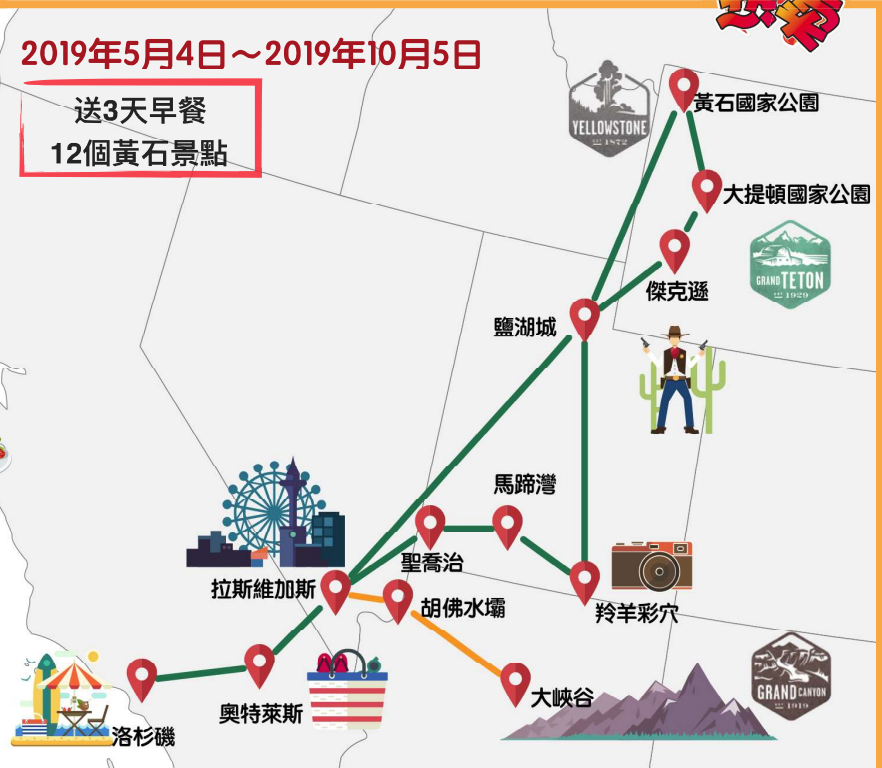 2019年5月4日～2019年10月5日
送3天早餐
12個黃石景點
YELLOWSTONE
EST 1872
黃石國家公園
大提頓國家公園
GRAND TETON
EST 1929
傑克遜
鹽湖城
馬蹄灣
聖喬治
拉斯維加斯
胡佛水壩
羚羊彩穴
GRAND CANYON
EST 1919
大峽谷
奧特萊斯
洛杉磯